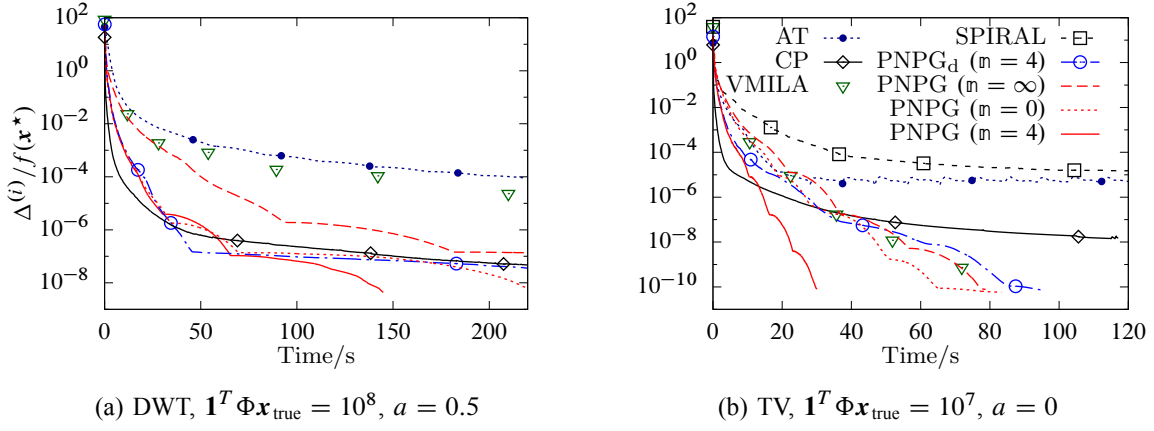 Δ^(i)/f(x^⋆)
10^2
10^0
10^−2
10^−4
10^−6
10^−8
0 50 100 150 200
Time/s
AT
CP
VMILA
(a) DWT, 1^T Φx_true = 10^8, a = 0.5
10^2
10^0
10^−2
10^−4
10^−6
10^−8
10^−10
0 20 40 60 80 100 120
Time/s
SPIRAL
PNPG_d (m = 4)
PNPG (m = ∞)
PNPG (m = 0)
PNPG (m = 4)
(b) TV, 1^T Φx_true = 10^7, a = 0